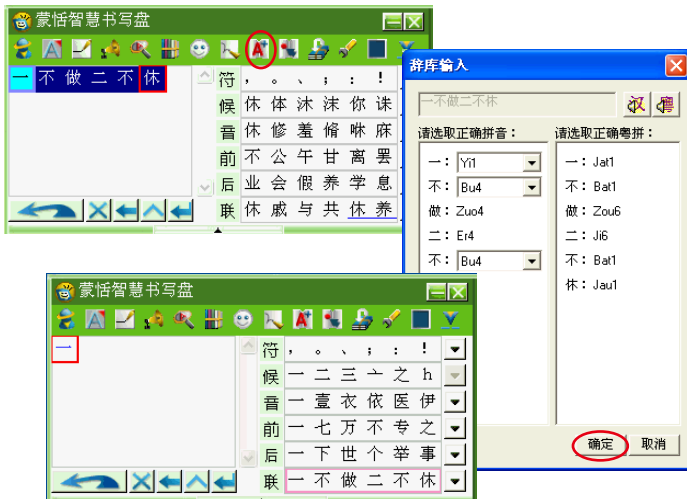 蒙恬智慧书写盘
一不做二不休
符 , 。 、 ; : !
候 休 体 沐 沫 你 诛
音 休 修 羞 脩 咻 庥
前 不 公 午 甘 离 罢
后 业 会 假 养 学 息
联 休 戚 与 共 休 养
辞库输入
一不做二不休
汉 粤
请选取正确拼音: 请选取正确粤拼:
一: Yi1 一: Jat1
不: Bu4 不: Bat1
做: Zuo4 做: Zou6
二: Er4 二: Ji6
不: Bu4 不: Bat1
休: Jau1
确定 取消
蒙恬智慧书写盘
一
符 , 。 、 ; : !
候 一 二 三 亠 之 h
音 一 壹 衣 依 医 伊
前 一 七 万 不 专 之
后 一 下 世 个 举 事
联 一 不 做 二 不 休